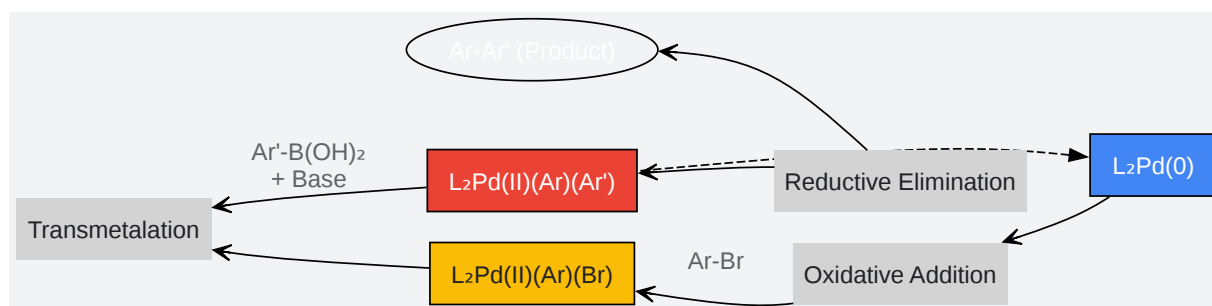 Ar-Ar' (Product)
Ar'-B(OH)₂
+ Base
L₂Pd(II)(Ar)(Ar')
Reductive Elimination
L₂Pd(0)
Transmetalation
L₂Pd(II)(Ar)(Br)
Ar-Br
Oxidative Addition